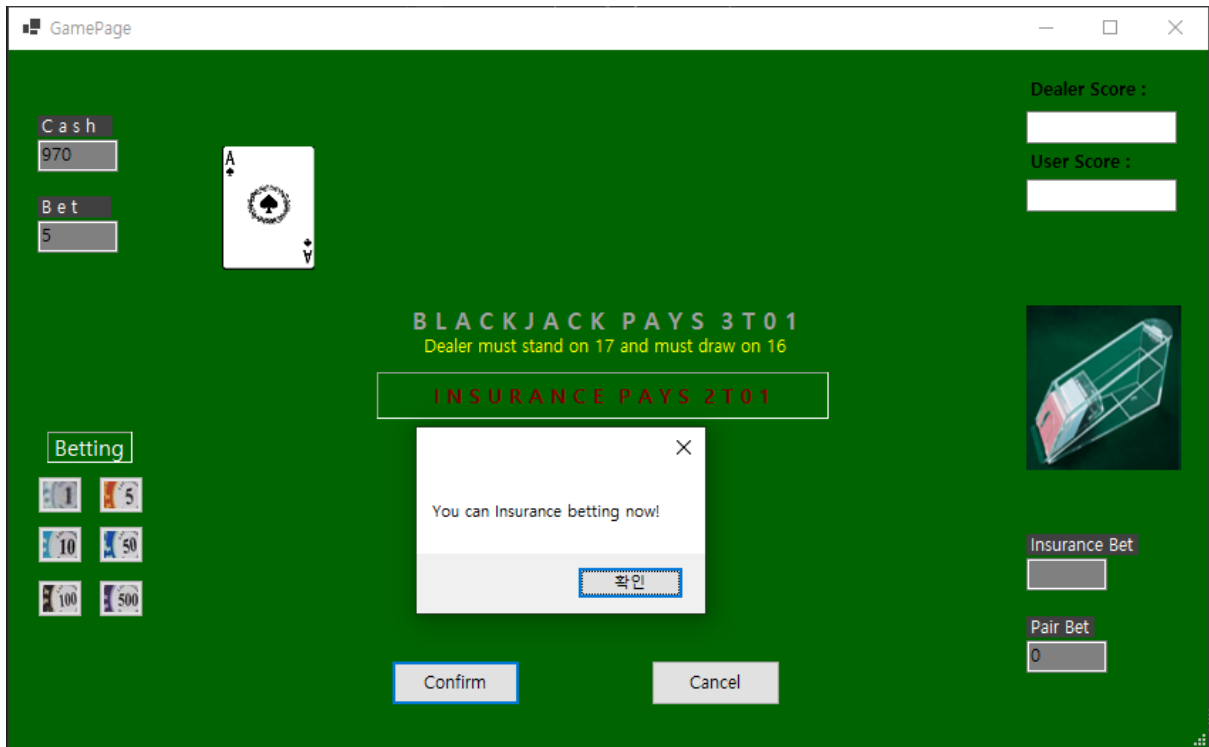 GamePage
Dealer Score :
Cash
970
A
User Score :
Bet
5
A
BLACKJACK PAYS 3T01
Dealer must stand on 17 and must draw on 16
INSURANCE PAYS 2T01
Betting
1
5
You can Insurance betting now!
10
50
Insurance Bet
확인
100
500
Pair Bet
0
Confirm
Cancel